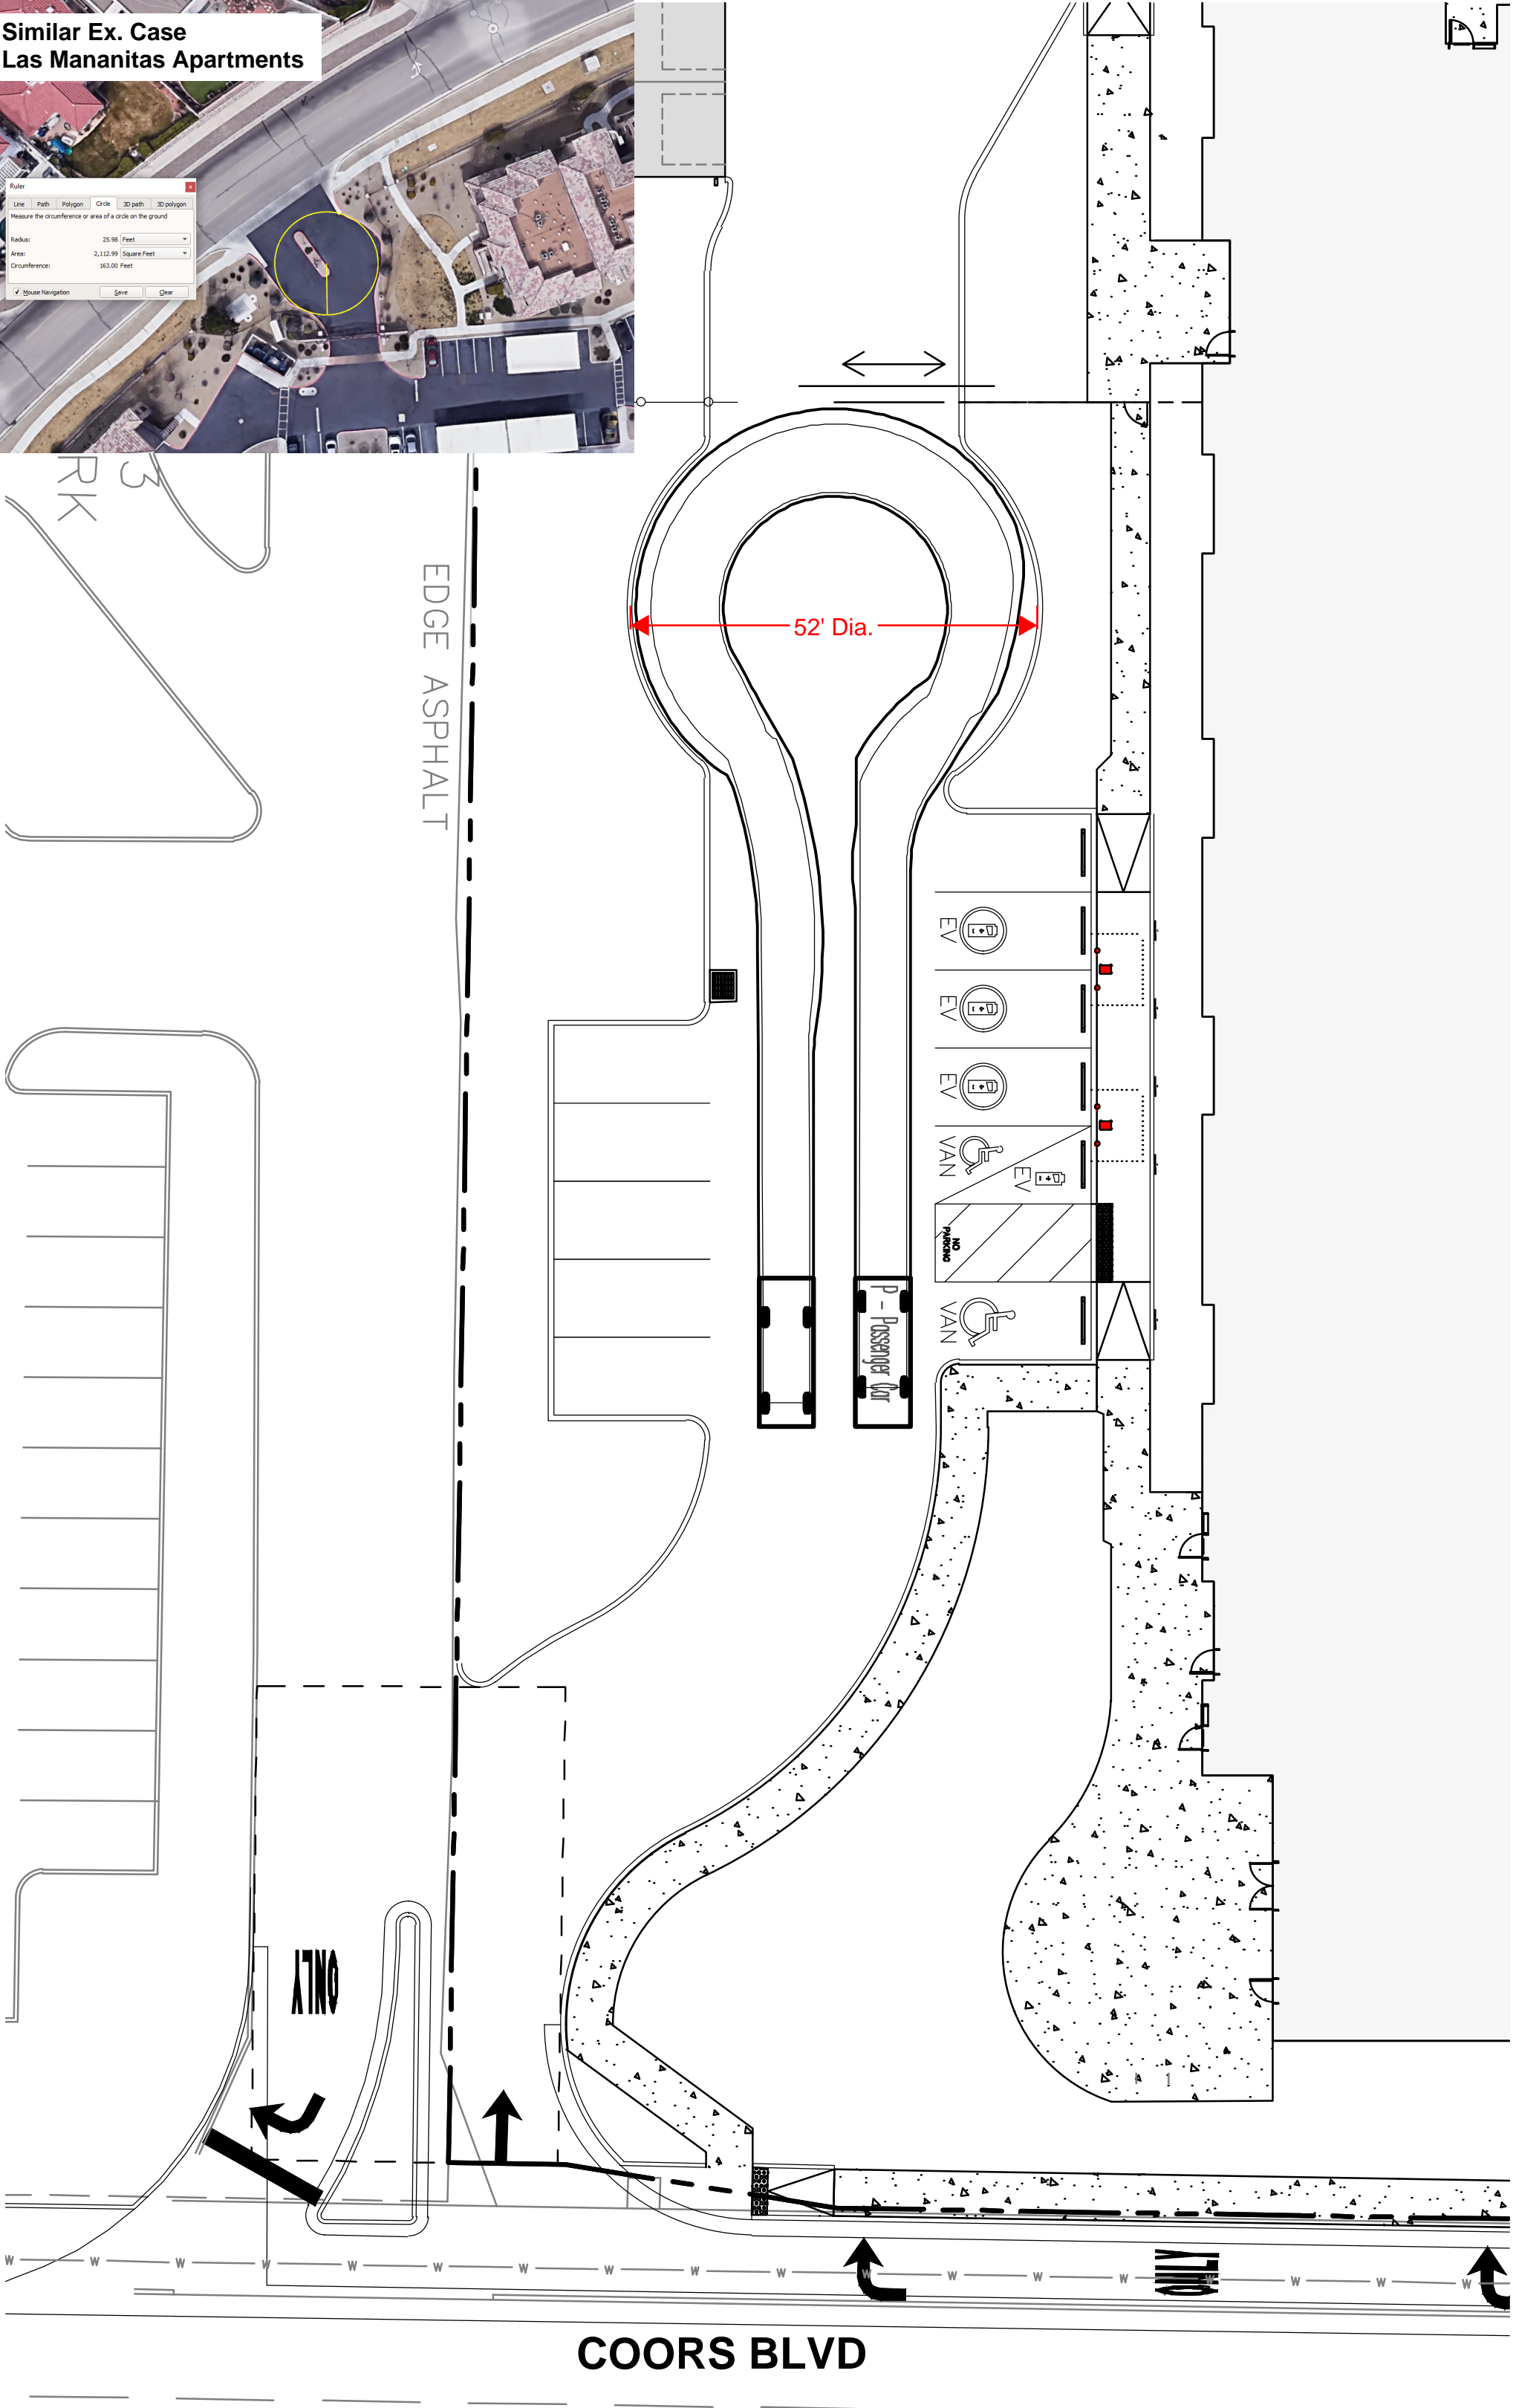 Similar Ex. Case
Las Mananitas Apartments
Ruler
Line Path Polygon Circle 3D path 3D polygon
Measure the circumference or area of a circle on the ground
Radius: 25.98 Feet
Area: 2,112.99 Square Feet
Circumference: 163.00 Feet
Mouse Navigation Save Clear
3
RK
EDGE ASPHALT
52' Dia.
EV
EV
EV
VAN
EV
NO
PARKING
VAN
P - Passenger Car
ONLY
1
W W W W W W W W W W W W W W W W W W
ONLY
COORS BLVD